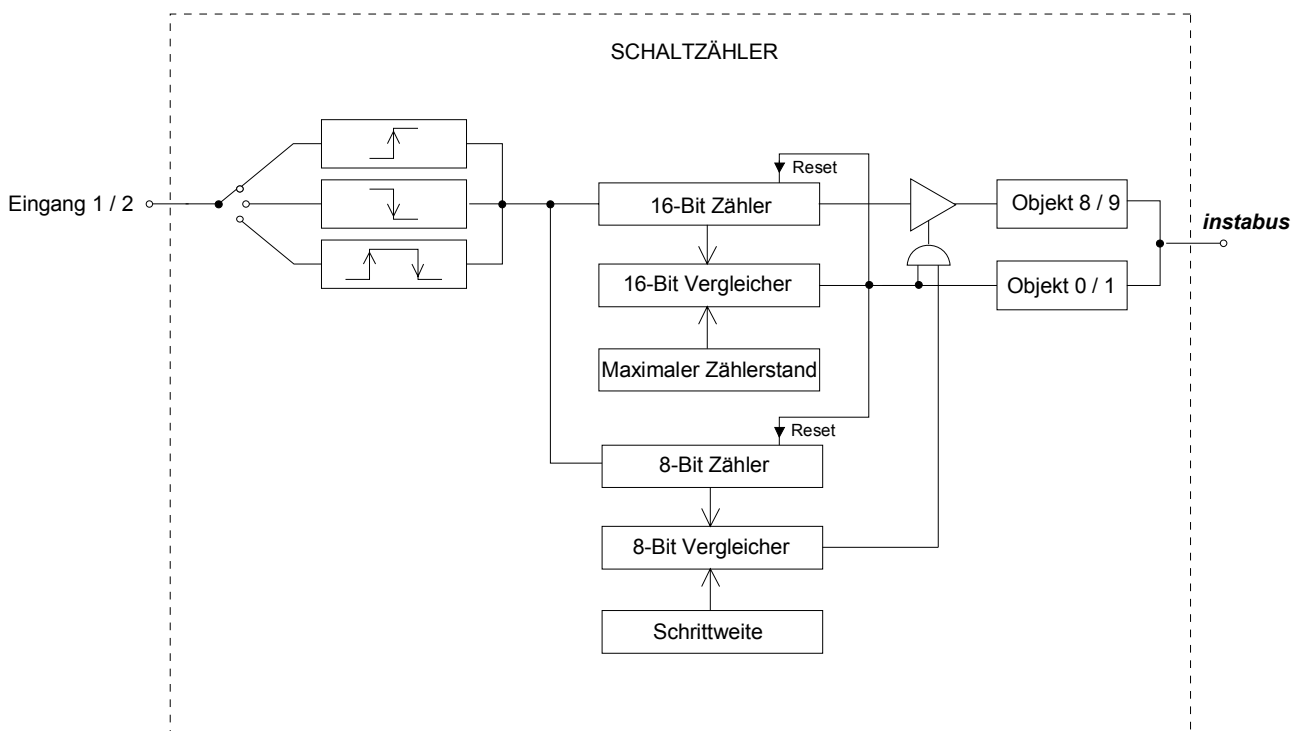 SCHALTZÄHLER
Eingang 1 / 2
Reset
16-Bit Zähler
Objekt 8 / 9
instabus
16-Bit Vergleicher
Objekt 0 / 1
Maximaler Zählerstand
Reset
8-Bit Zähler
8-Bit Vergleicher
Schrittweite